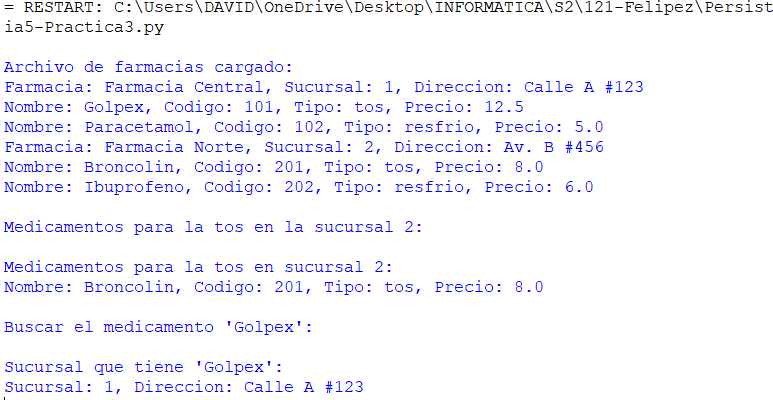 = RESTART: C:\Users\DAVID\OneDrive\Desktop\INFORMATICA\S2\121-Felipez\Persist
ia5-Practica3.py
Archivo de farmacias cargado:
Farmacia: Farmacia Central, Sucursal: 1, Direccion: Calle A #123
Nombre: Golpex, Codigo: 101, Tipo: tos, Precio: 12.5
Nombre: Paracetamol, Codigo: 102, Tipo: resfrio, Precio: 5.0
Farmacia: Farmacia Norte, Sucursal: 2, Direccion: Av. B #456
Nombre: Broncolin, Codigo: 201, Tipo: tos, Precio: 8.0
Nombre: Ibuprofeno, Codigo: 202, Tipo: resfrio, Precio: 6.0
Medicamentos para la tos en la sucursal 2:
Medicamentos para la tos en sucursal 2:
Nombre: Broncolin, Codigo: 201, Tipo: tos, Precio: 8.0
Buscar el medicamento 'Golpex':
Sucursal que tiene 'Golpex':
Sucursal: 1, Direccion: Calle A #123